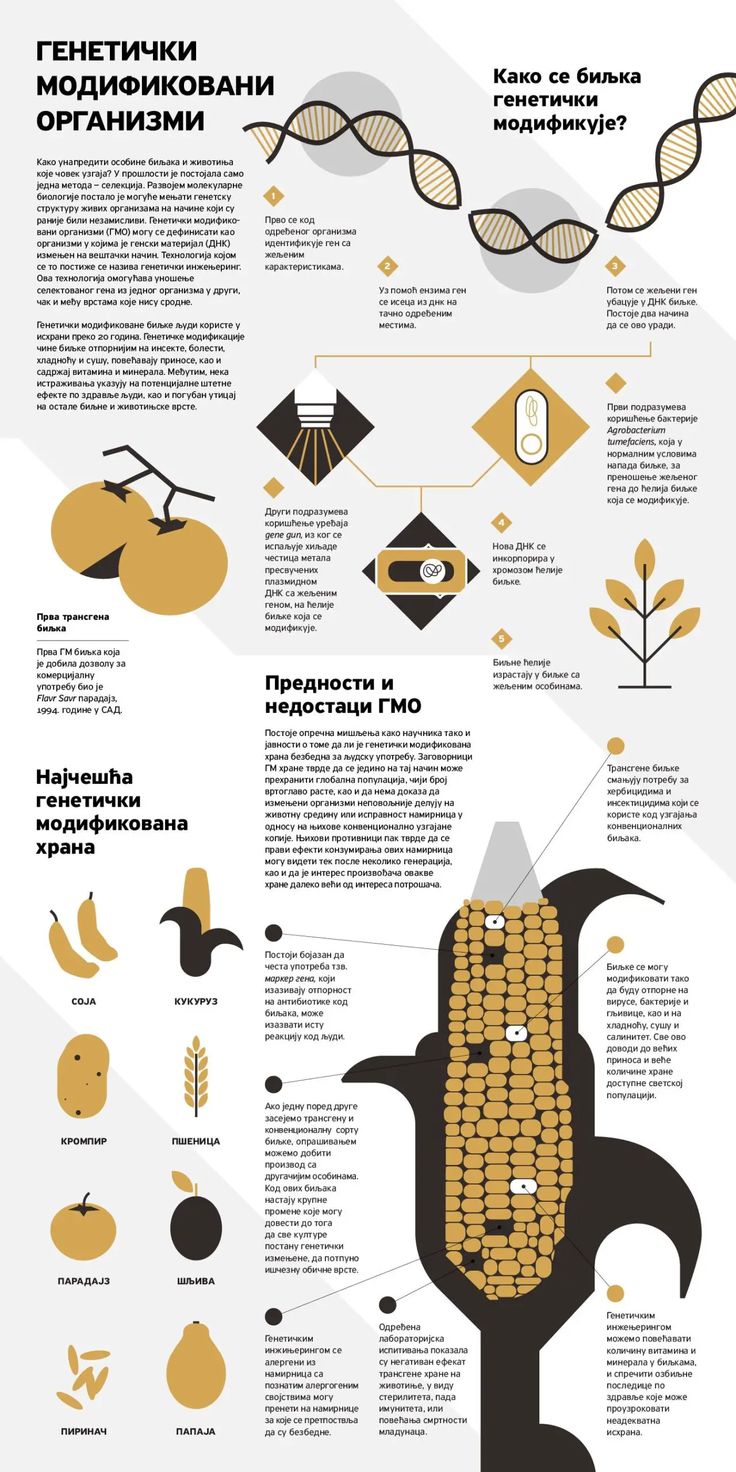 ГЕНЕТИЧКИ
МОДИФИКОВАНИ
ОРГАНИЗМИ
Како унапредити особине биљака и животиња
које човек узгаја? У прошлости је постојала само
једна метода – селекција. Развојем молекуларне
биологије постало је могуће мењати генетску
структуру живих организама на начине који су
раније били незамисливи. Генетички модифико-
вани организми (ГМО) могу се дефинисати као
организми у којима је генски материјал (ДНК)
измењен на вештачки начин. Технологија којом
се то постиже се назива генетички инжењеринг.
Ова технологија омогућава уношење
селектованог гена из једног организма у други,
чак и међу врстама које нису сродне.
Генетички модификоване биљке људи користе у
исхрани преко 20 година. Генетичке модификације
чине биљке отпорнијим на инсекте, болести,
хладноћу и сушу, повећавају приносе, као и
садржај витамина и минерала. Међутим, нека
истраживања указују на потенцијалне штетне
ефекте по здравље људи, као и погубан утицај
на остале биљне и животињске врсте.
Како се биљка
генетички
модификује?
1
Прво се код
одређеног организма
идентификује ген са
жељеним
карактеристикама.
2
Уз помоћ ензима ген
се исеца из днк на
тачно одређеним
местима.
3
Потом се жељени ген
убацује у ДНК биљке.
Постоје два начина
да се ово уради.
Први подразумева
коришћење бактерије
Agrobacterium
tumefaciens, која у
нормалним условима
напада биљке, за
преношење жељеног
гена до ћелија биљке
која се модификује.
Други подразумева
коришћење уређаја
gene gun, из ког се
испаљује хиљаде
честица метала
пресвучених
плазмидном
ДНК са жељеним
геном, на ћелије
биљке која се
модификује.
4
Нова ДНК се
инкорпорира у
хромозом ћелије
биљке.
5
Биљне ћелије
израстају у биљке са
жељеним особинама.
Прва трансгена
биљка
Прва ГМ биљка која
је добила дозволу за
комерцијалну
употребу био је
Flavr Savr парадајз,
1994. године у САД.
Предности и
недостаци ГМО
Постоје опречна мишљења како научника тако и
јавности о томе да ли је генетички модификована
храна безбедна за људску употребу. Заговорници
ГМ хране тврде да се једино на тај начин може
прехранити глобална популација, чији број
вртоглаво расте, као и да нема доказа да
измењени организми неповољније делују на
животну средину или исправност намирница у
односу на њихове конвенционално узгајане
копије. Њихови противници пак тврде да се
прави ефекти конзумирања ових намирница
могу видети тек после неколико генерација,
као и да је интерес произвођача овакве
хране далеко већи од интереса потрошача.
Најчешћа
генетички
модификована
храна
СОЈА
КУКУРУЗ
КРОМПИР
ПШЕНИЦА
ПАРАДАЈЗ
ШЉИВА
ПИРИНАЧ
ПАПАЈА
Постоји бојазан да
честа употреба тзв.
маркер гена, који
изазивају отпорност
на антибиотике код
биљака, може
изазвати исту
реакцију код људи.
Ако једну поред друге
засејемо трансгену и
конвенционалну сорту
биљке, опрашивањем
можемо добити
производ са
другачијим особинама.
Код ових биљака
настају крупне
промене које могу
довести до тога
да све културе
постану генетички
измењене, да потпуно
ишчезну обичне врсте.
Генетичким
инжињерингом се
алергени из
намирница са
познатим алергогеним
својствима могу
пренети на намирнице
за које се претпоствља
да су безбедне.
Одређена
лабораторијска
испитивања показала
су негативан ефекат
трансгене хране на
животиње, у виду
стерилитета, пада
имунитета, или
повећања смртности
младунаца.
Трансгене биљке
смањују потребу за
хербицидима и
инсектицидима који се
користе код узгајања
конвенционалних
биљака.
Биљке се могу
модификовати тако
да буду отпорне на
вирусе, бактерије и
гљивице, као и на
хладноћу, сушу и
салинитет. Све ово
доводи до већих
приноса и веће
количине хране
доступне светској
популацији.
Генетичким
инжењерингом
можемо повећавати
количину витамина и
минерала у биљкама,
и спречити озбиљне
последице по
здравље које може
проузроковати
неадекватна
исхрана.